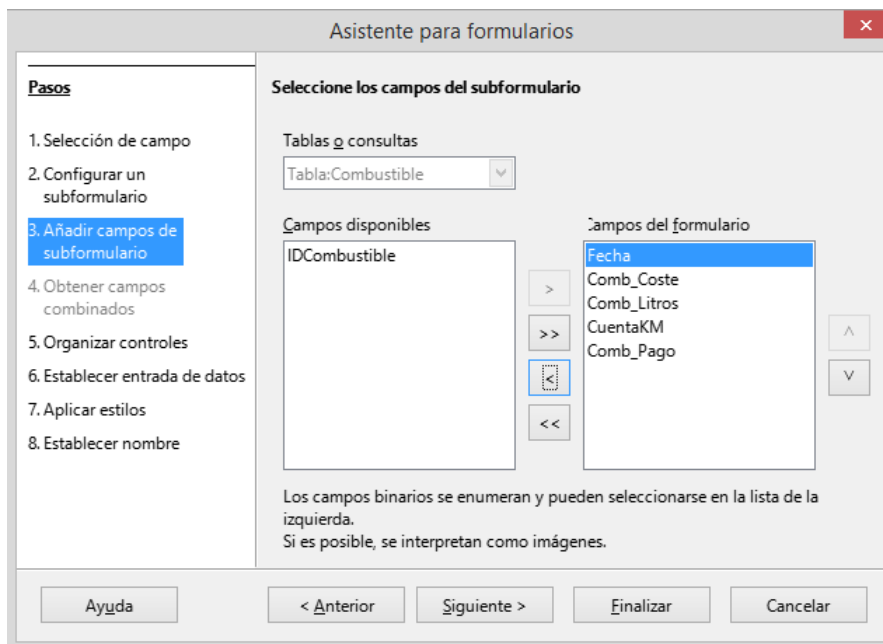 Asistente para formularios
Pasos
1. Selección de campo
2. Configurar un
subformulario
3. Añadir campos de
subformulario
4. Obtener campos
combinados
5. Organizar controles
6. Establecer entrada de datos
7. Aplicar estilos
8. Establecer nombre
Seleccione los campos del subformulario
Tablas o consultas
Tabla:Combustible
Campos disponibles
IDCombustible
>
>>
<
<<
Campos del formulario
Fecha
Comb_Coste
Comb_Litros
CuentaKM
Comb_Pago
Los campos binarios se enumeran y pueden seleccionarse en la lista de la
izquierda.
Si es posible, se interpretan como imágenes.
Ayuda
< Anterior
Siguiente >
Finalizar
Cancelar